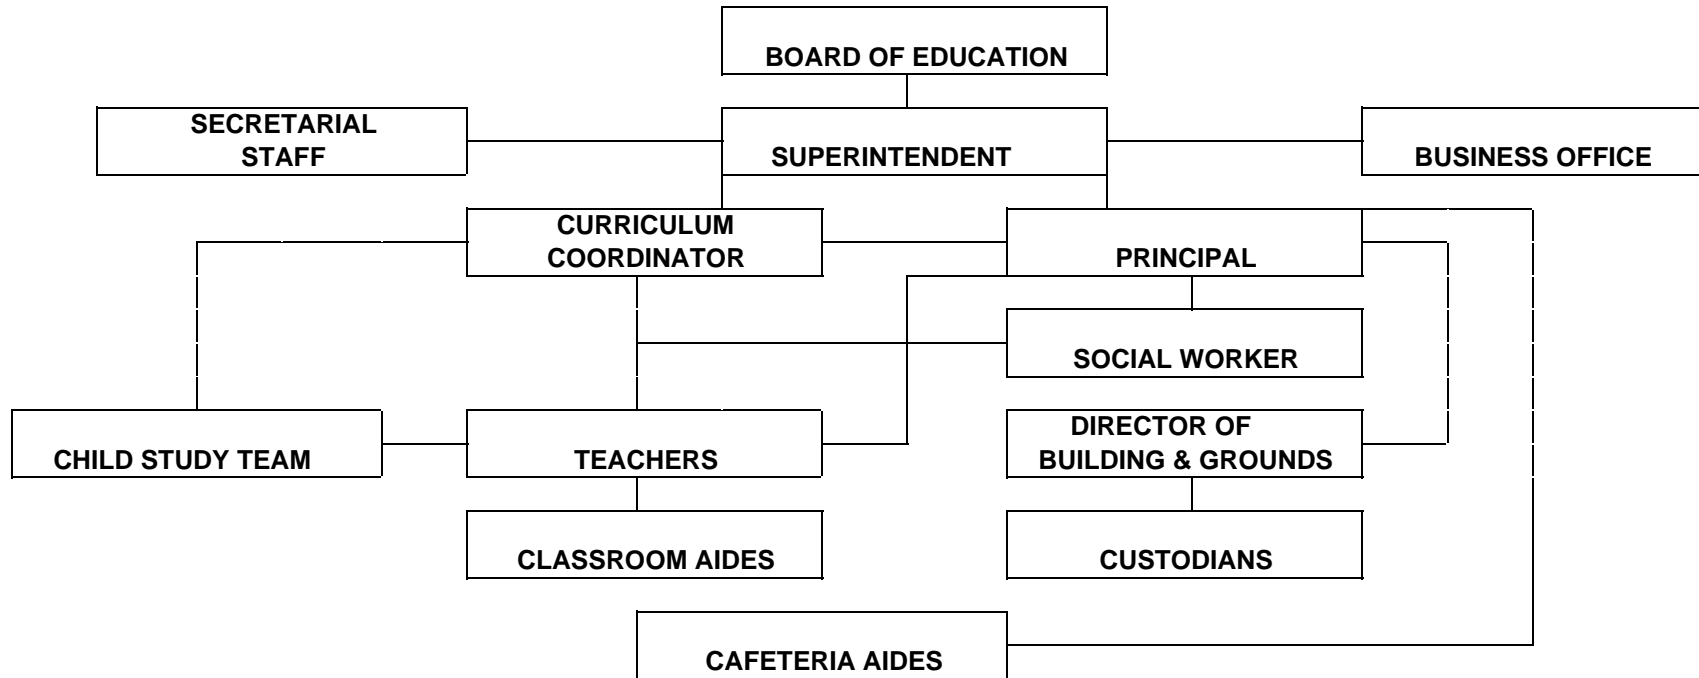 BOARD OF EDUCATION
SECRETARIAL
STAFF
SUPERINTENDENT
BUSINESS OFFICE
CURRICULUM
COORDINATOR
PRINCIPAL
SOCIAL WORKER
CHILD STUDY TEAM
TEACHERS
DIRECTOR OF
BUILDING & GROUNDS
CLASSROOM AIDES
CUSTODIANS
CAFETERIA AIDES